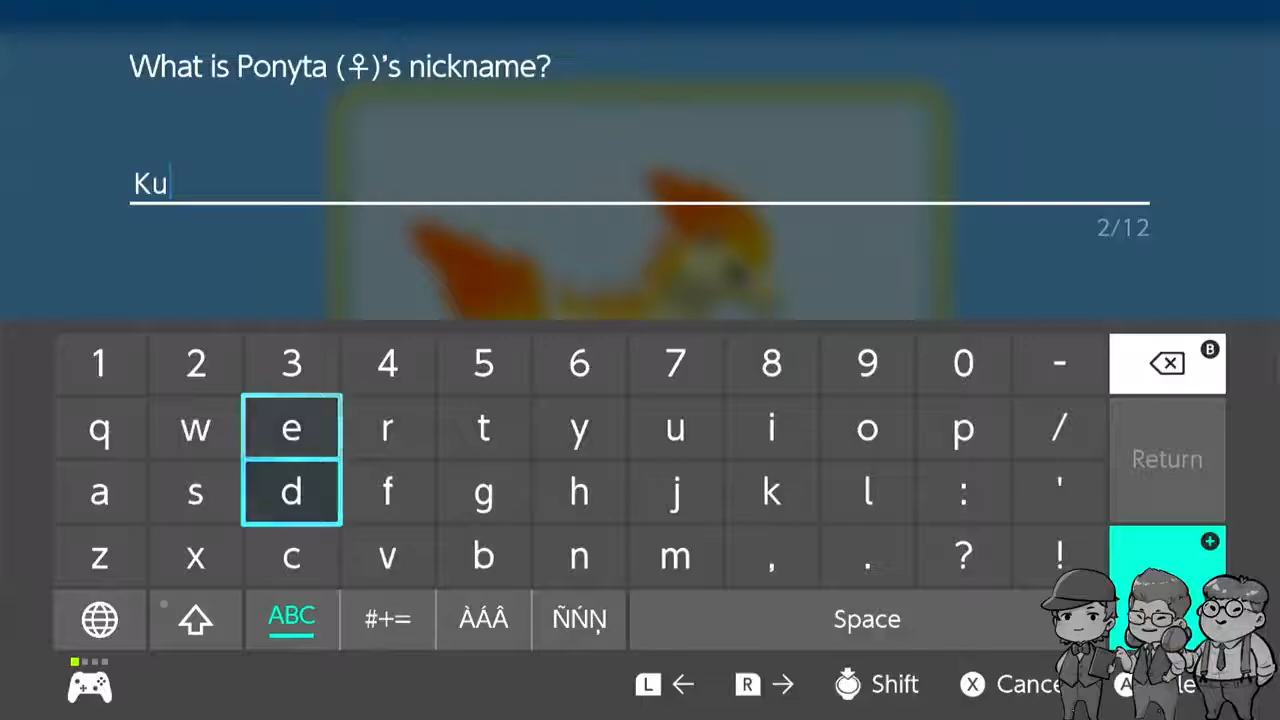 What is Ponyta (♀)'s nickname?
Ku
2/12
1 2 3 4 5 6 7 8 9 0 - B
q w e r t y u i o p /
Return
a s d f g h j k l : '
z x c v b n m , . ? ! +
ABC #+= ÀÁÂ ÑŃŅ Space
L ← R → Shift X Cance A le